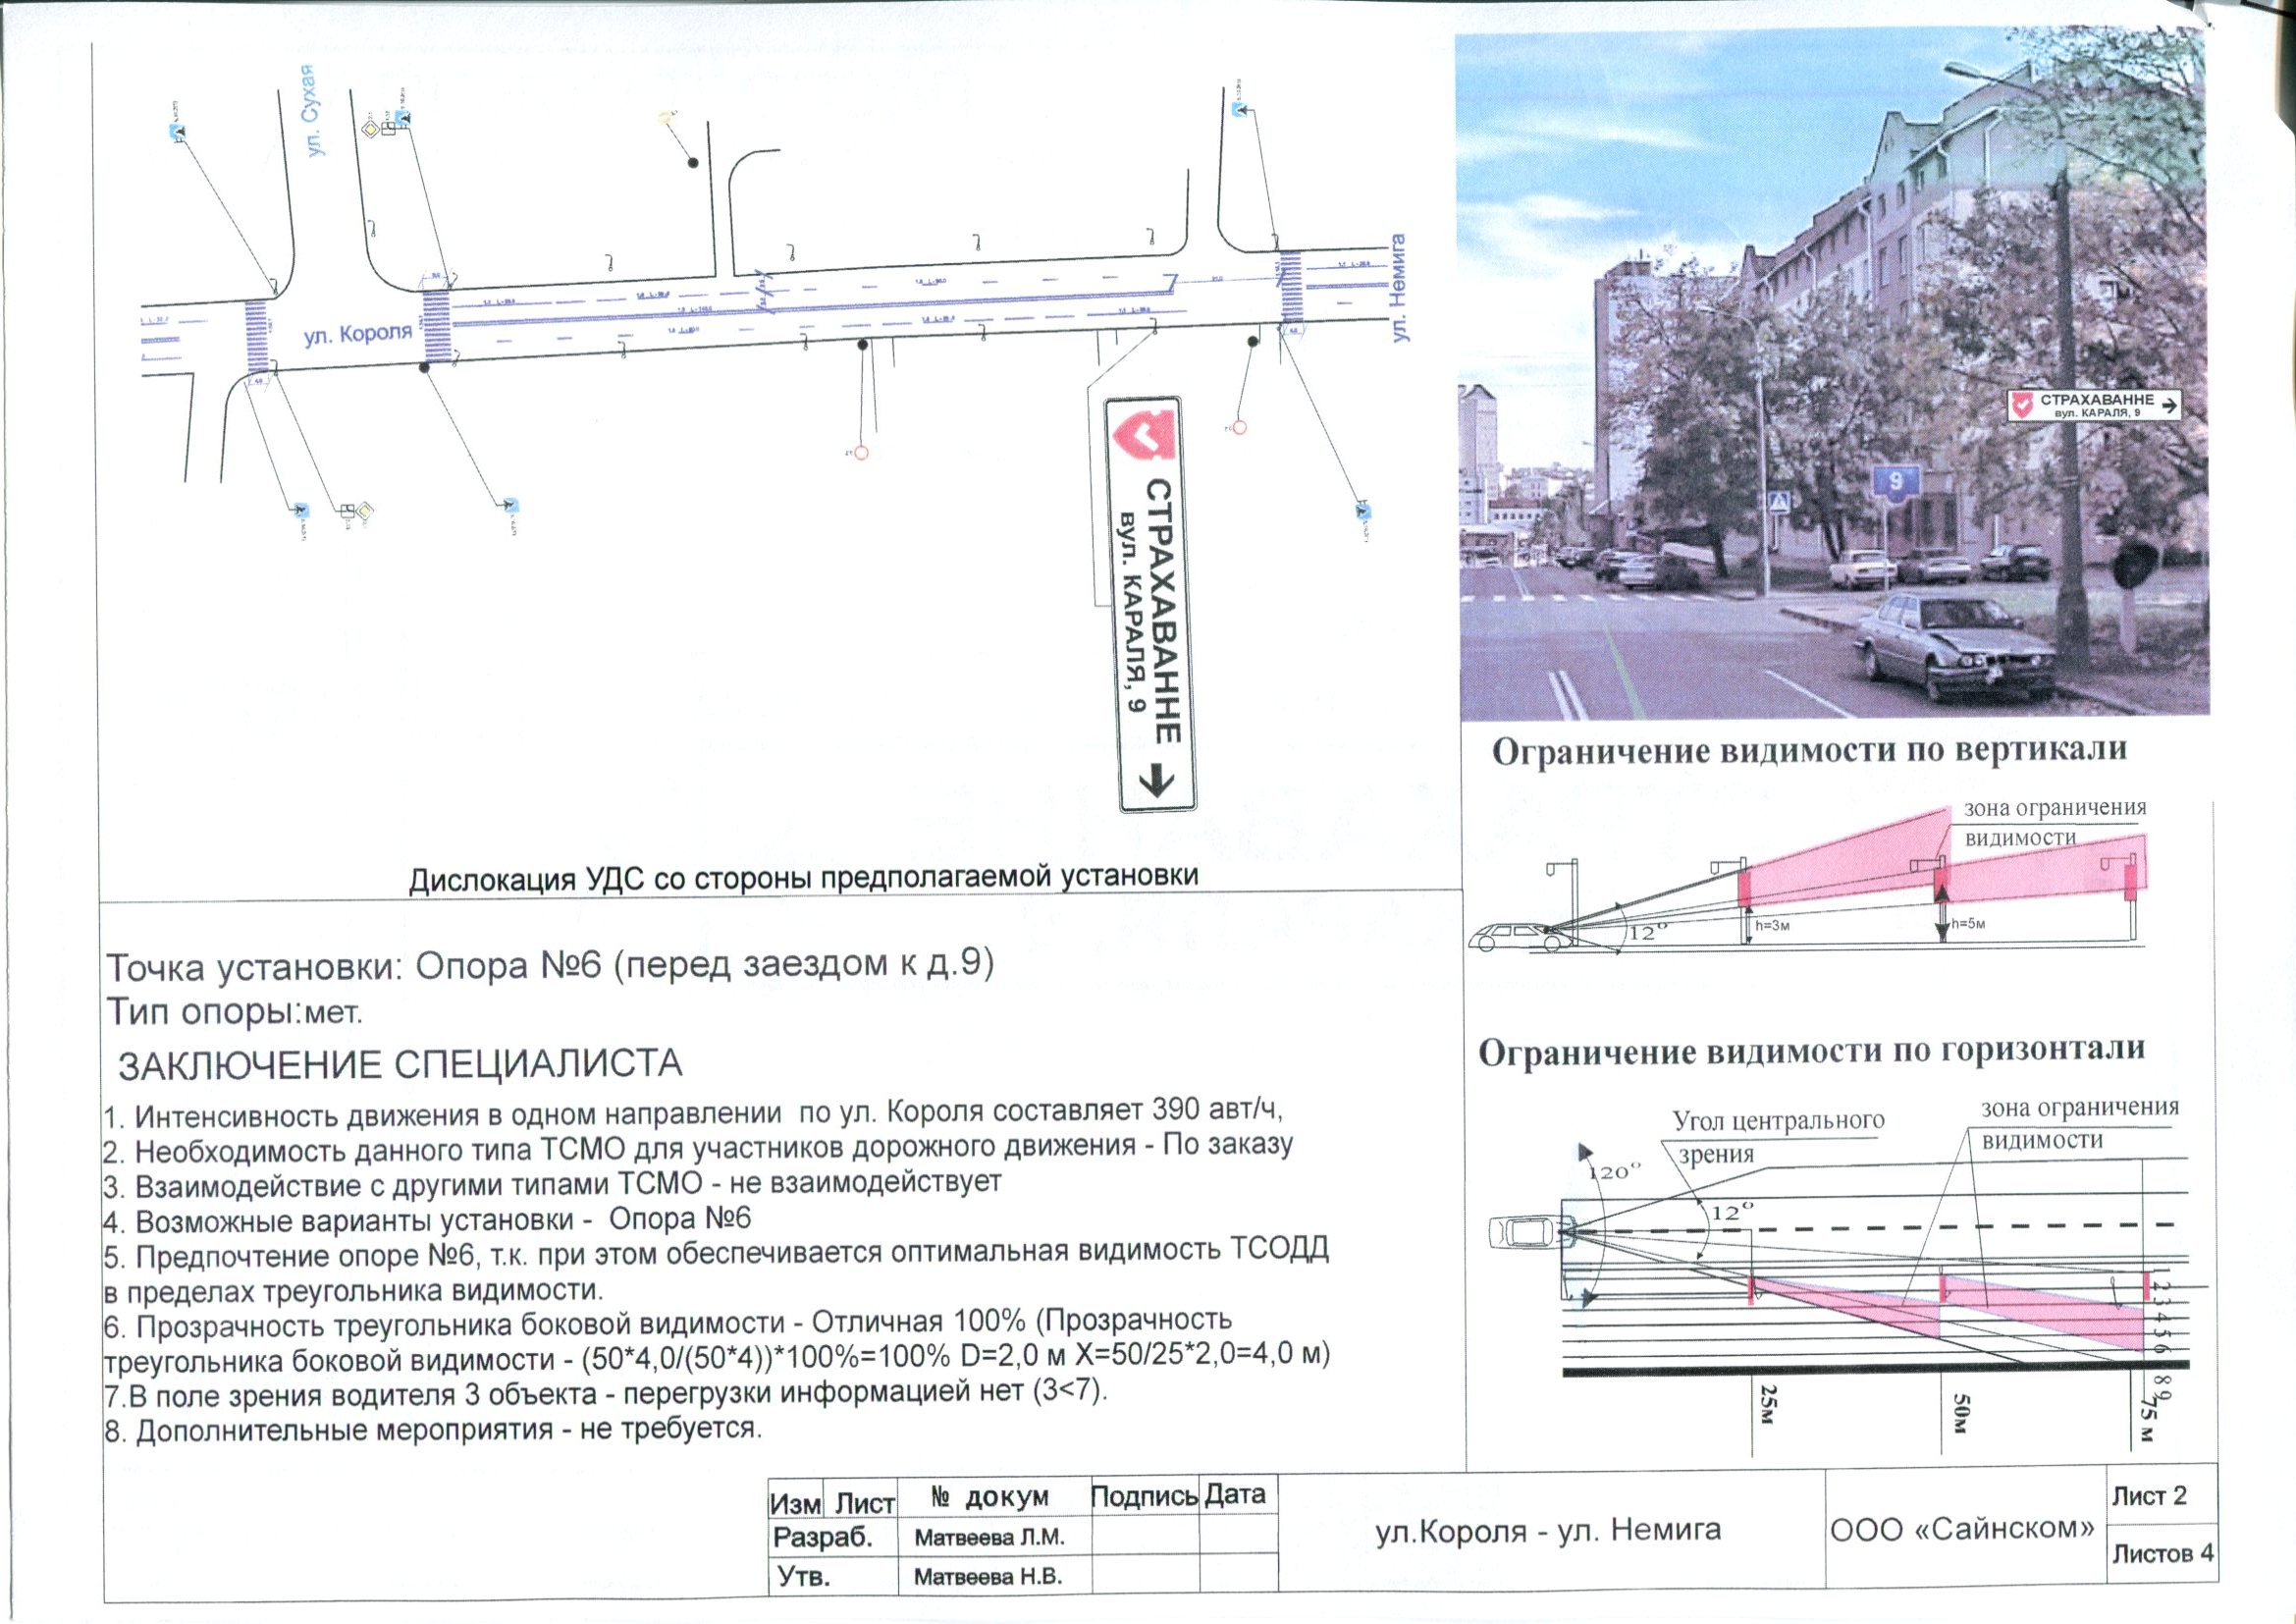 ул. Сухая
ул. Короля
ул. Немига
СТРАХАВАННЕ
вул. КАРАЛЯ, 9
СТРАХАВАННЕ
вул. КАРАЛЯ, 9
9
Дислокация УДС со стороны предполагаемой установки
Точка установки: Опора №6 (перед заездом к д.9)
Тип опоры:мет.
ЗАКЛЮЧЕНИЕ СПЕЦИАЛИСТА
1. Интенсивность движения в одном направлении по ул. Короля составляет 390 авт/ч,
2. Необходимость данного типа ТСМО для участников дорожного движения - По заказу
3. Взаимодействие с другими типами ТСМО - не взаимодействует
4. Возможные варианты установки - Опора №6
5. Предпочтение опоре №6, т.к. при этом обеспечивается оптимальная видимость ТСОДД
в пределах треугольника видимости.
6. Прозрачность треугольника боковой видимости - Отличная 100% (Прозрачность
треугольника боковой видимости - (50*4,0/(50*4))*100%=100% D=2,0 м X=50/25*2,0=4,0 м)
7.В поле зрения водителя 3 объекта - перегрузки информацией нет (3<7).
8. Дополнительные мероприятия - не требуется.
Ограничение видимости по вертикали
зона ограничения
видимости
12°
h=3м
h=5м
Ограничение видимости по горизонтали
Угол центрального
зрения
зона ограничения
видимости
120°
12°
1 2 3 4 5 6 8 9
25м
50м
75 м
Изм Лист № докум Подпись Дата
Разраб. Матвеева Л.М.
Утв. Матвеева Н.В.
ул.Короля - ул. Немига
ООО «Сайнском»
Лист 2
Листов 4